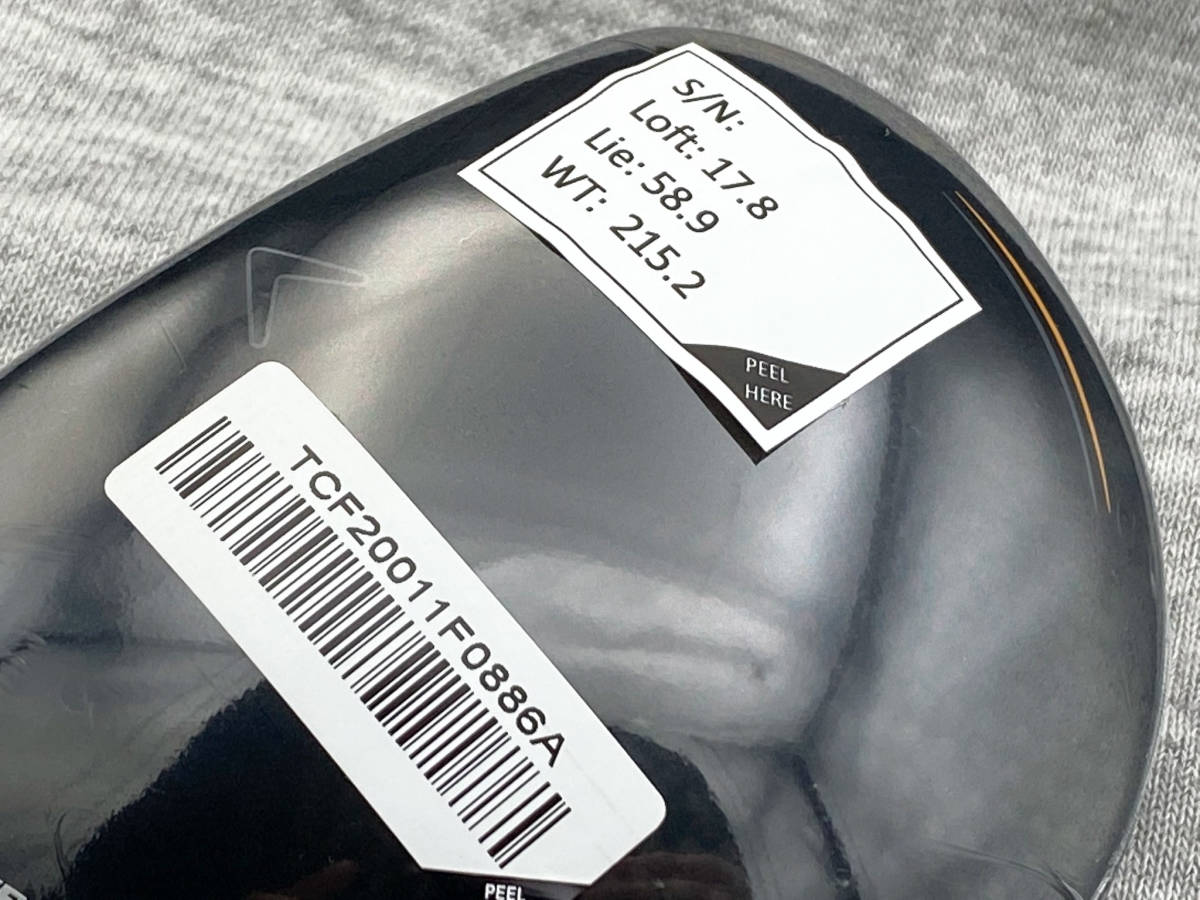 S/N:
Loft: 17.8
Lie: 58.9
WT: 215.2
PEEL
HERE
TCF20011F0886A
PEEL